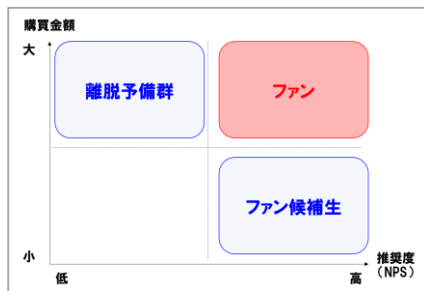 購買金額
大
離脱予備群
ファン
ファン候補生
小
低
高
推奨度
（NPS）